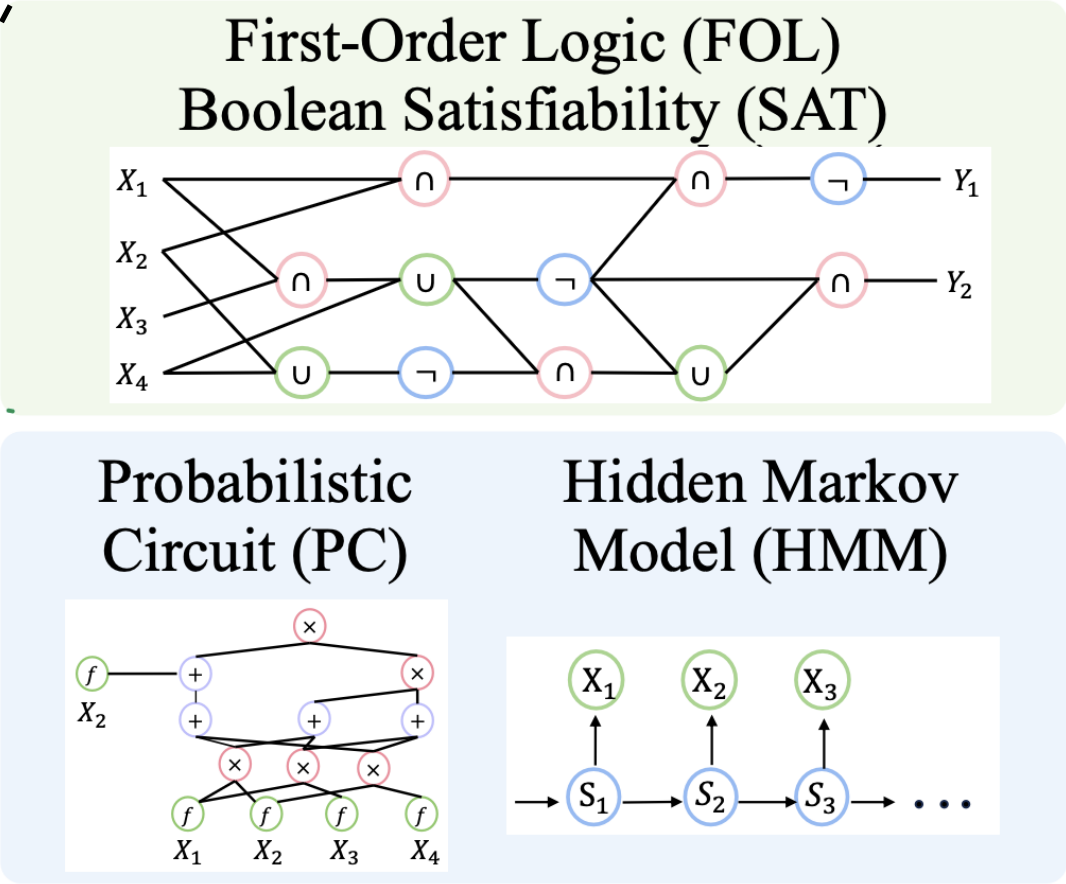 First-Order Logic (FOL)
Boolean Satisfiability (SAT)
X₁ ∩ ∩ ¬ Y₁
X₂
∩ ∪ ¬ ∩ Y₂
X₃
X₄ ∪ ¬ ∩ ∪
Probabilistic
Circuit (PC)
×
f + ×
X₂
+ + +
× × ×
f f f f
X₁ X₂ X₃ X₄
Hidden Markov
Model (HMM)
X₁ X₂ X₃
S₁ S₂ S₃ ...